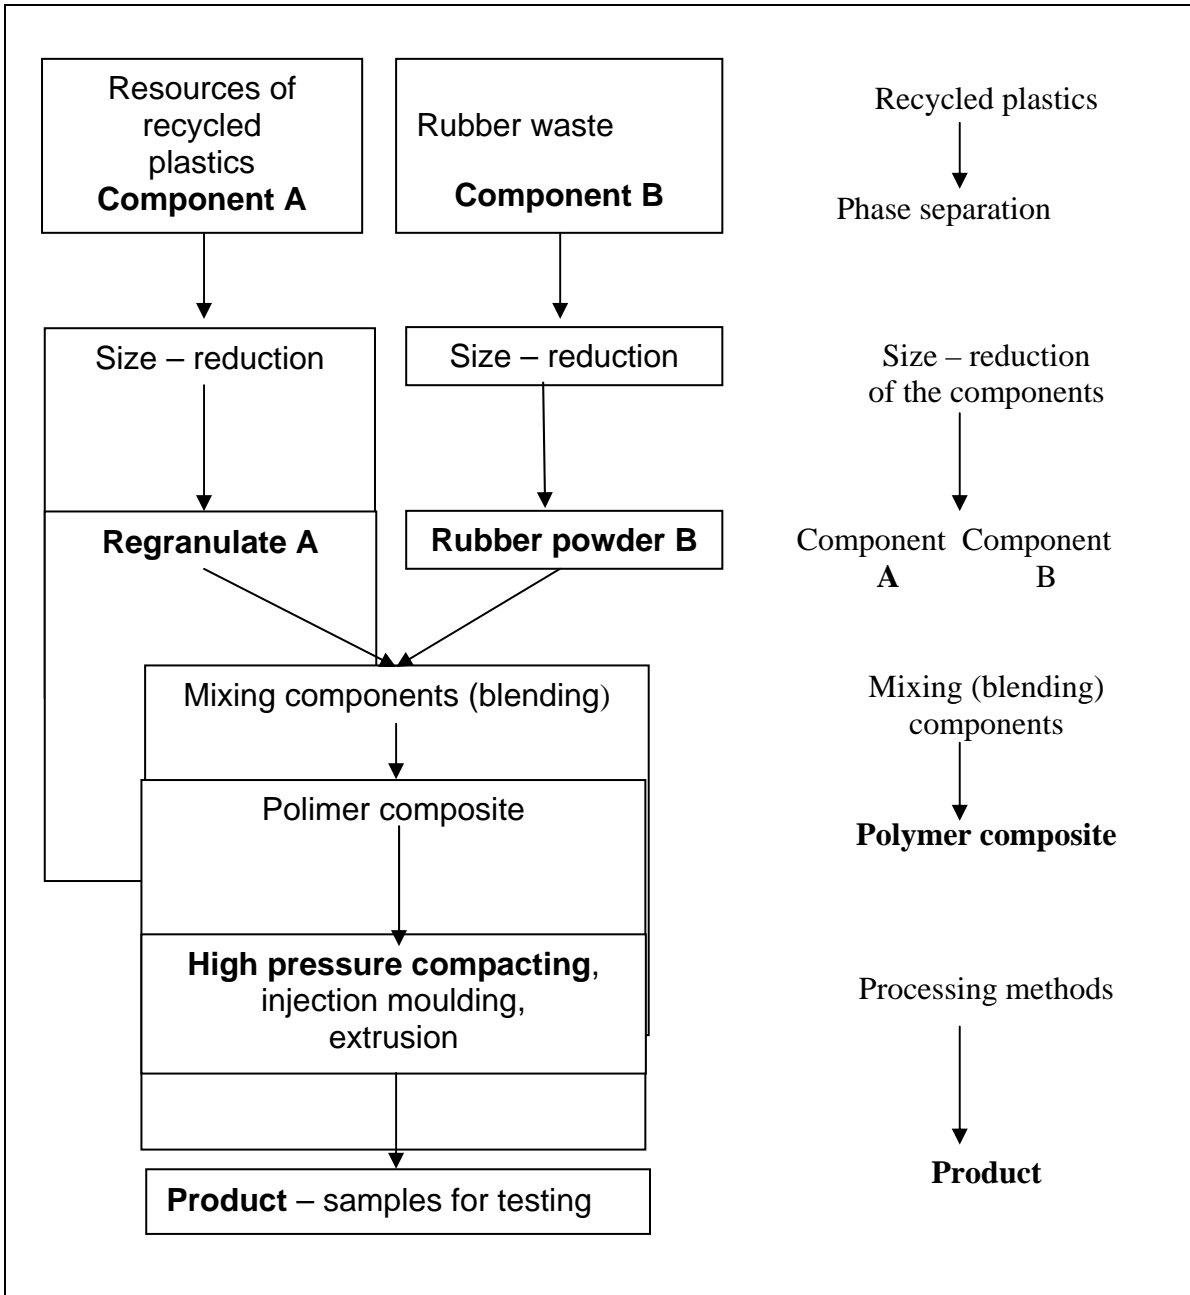 Resources of
recycled
plastics
Component A
Rubber waste
Component B
Recycled plastics
Phase separation
Size – reduction
Size – reduction
Size – reduction
of the components
Regranulate A
Rubber powder B
Component Component
A B
Mixing components (blending)
Mixing (blending)
components
Polimer composite
Polymer composite
High pressure compacting,
injection moulding,
extrusion
Processing methods
Product – samples for testing
Product